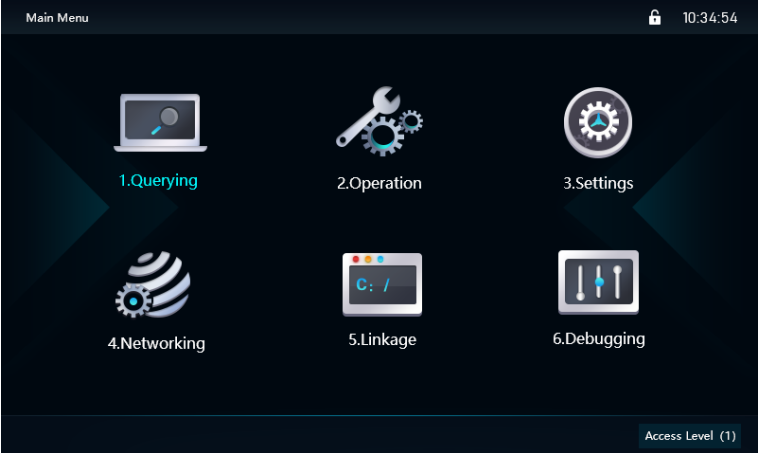 Main Menu
10:34:54
1.Querying
2.Operation
3.Settings
C: /
4.Networking
5.Linkage
6.Debugging
Access Level (1)